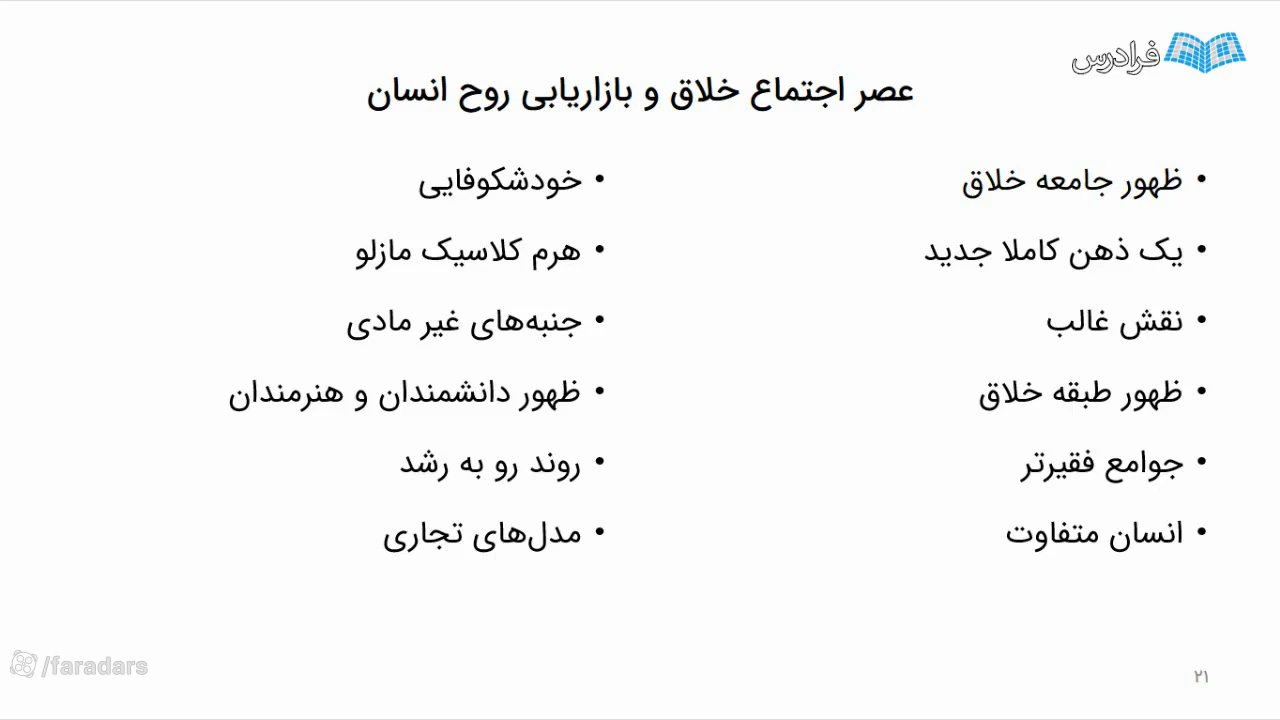 فرادرس
عصر اجتماع خلاق و بازاریابی روح انسان
• ظهور جامعه خلاق
• یک ذهن کاملا جدید
• نقش غالب
• ظهور طبقه خلاق
• جوامع فقیرتر
• انسان متفاوت
• خودشکوفایی
• هرم کلاسیک مازلو
• جنبه‌های غیر مادی
• ظهور دانشمندان و هنرمندان
• روند رو به رشد
• مدل‌های تجاری
/faradars
۲۱